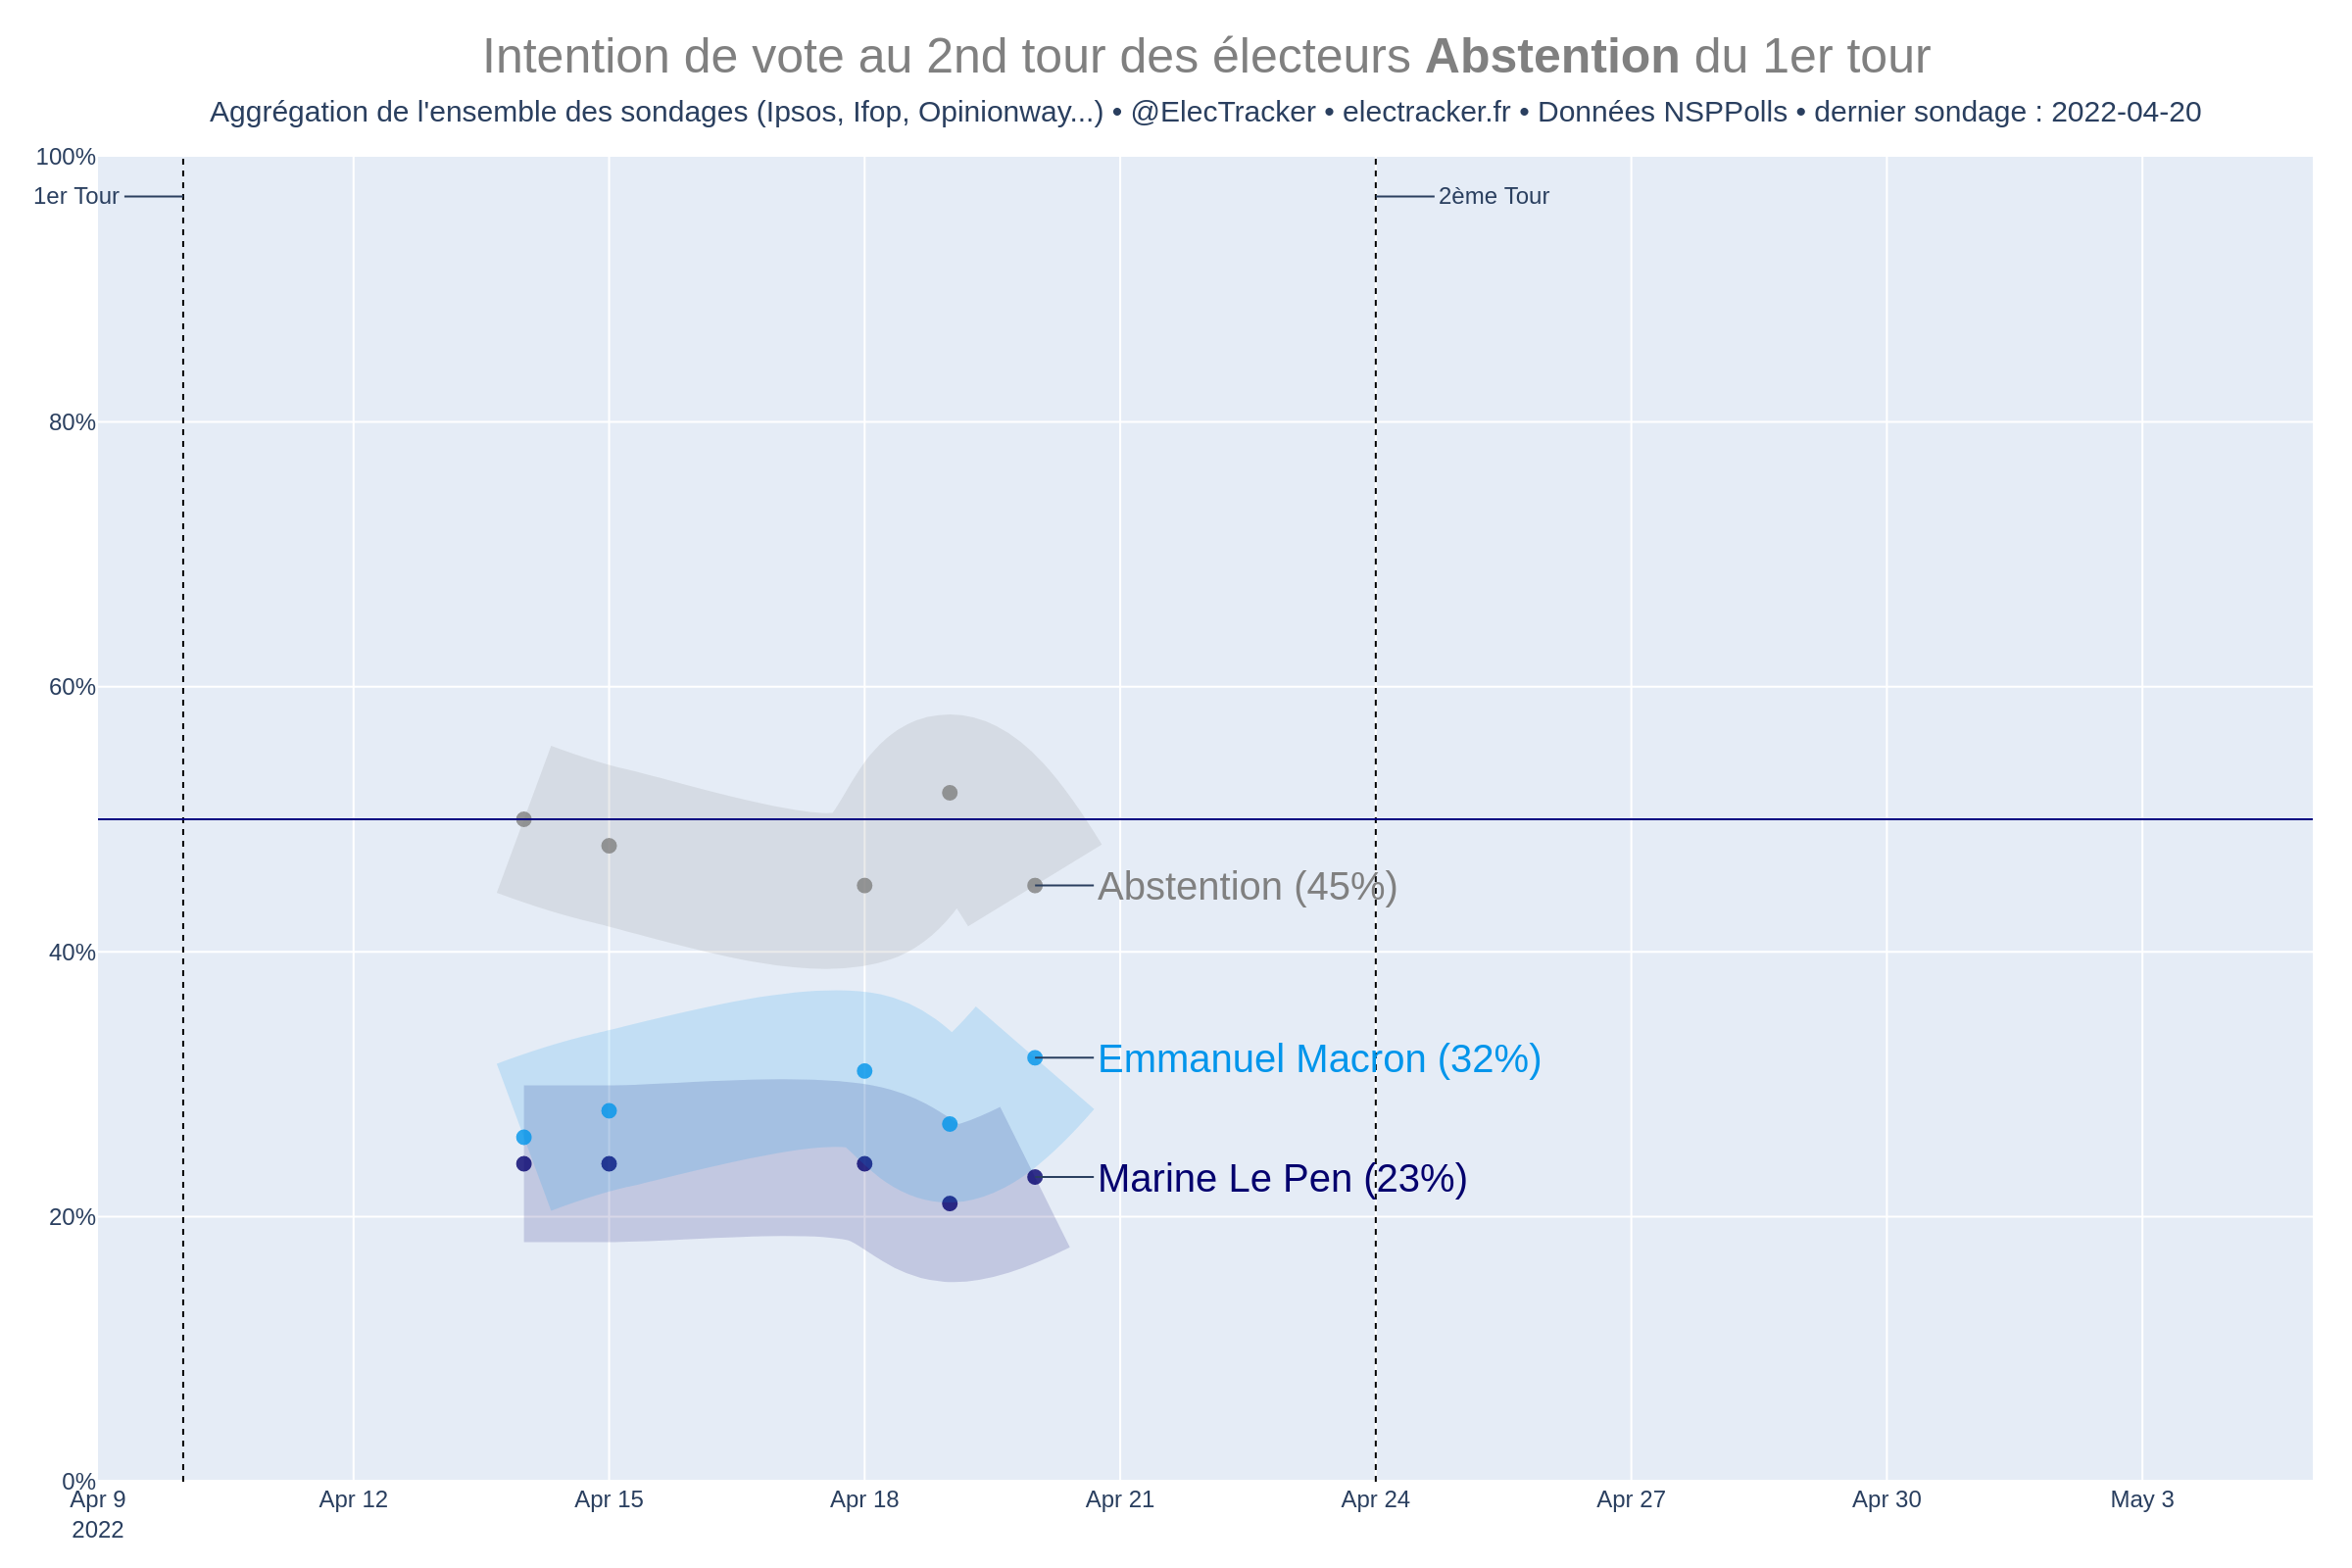 Intention de vote au 2nd tour des électeurs Abstention du 1er tour
Aggrégation de l'ensemble des sondages (Ipsos, Ifop, Opinionway...) • @ElecTracker • electracker.fr • Données NSPPolls • dernier sondage : 2022-04-20
100%
1er Tour
2ème Tour
80%
60%
Abstention (45%)
40%
Emmanuel Macron (32%)
Marine Le Pen (23%)
20%
0%
Apr 9
2022
Apr 12
Apr 15
Apr 18
Apr 21
Apr 24
Apr 27
Apr 30
May 3